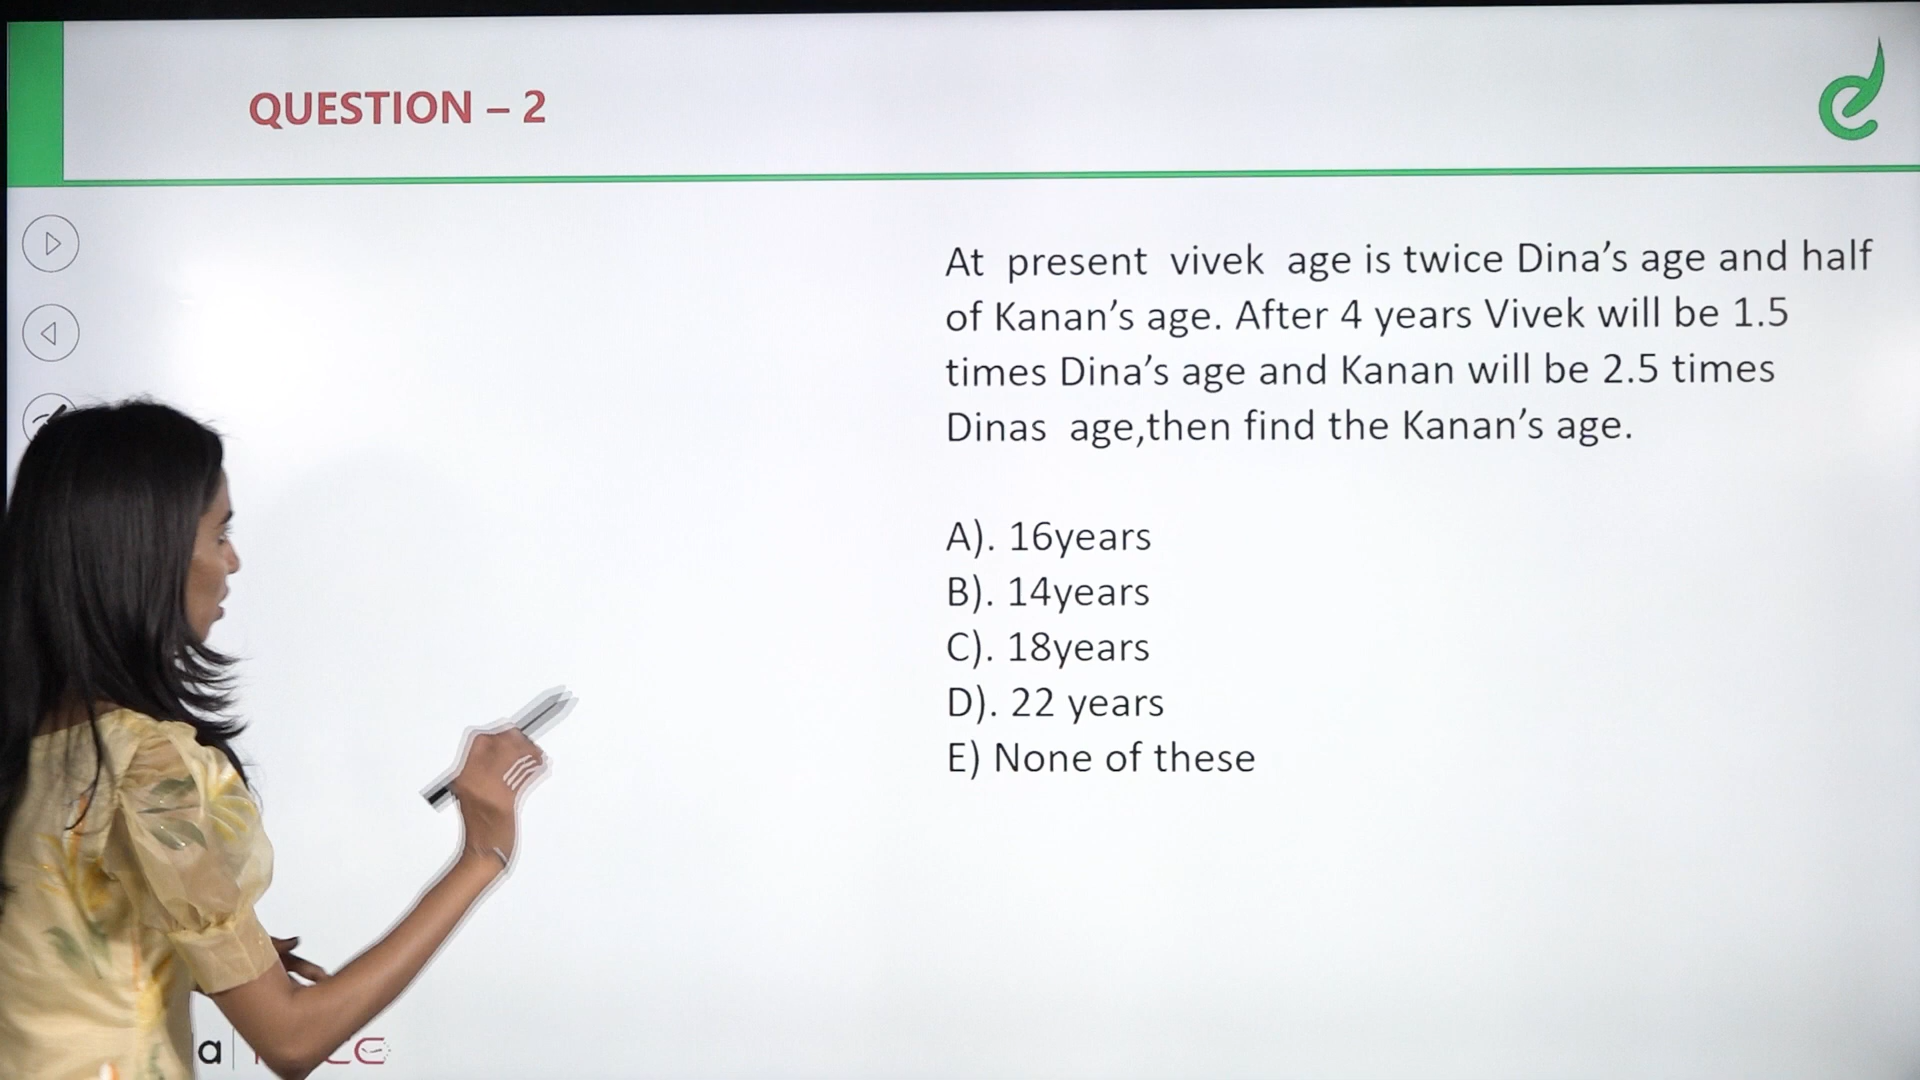 QUESTION – 2
At present vivek age is twice Dina’s age and half
of Kanan’s age. After 4 years Vivek will be 1.5
times Dina’s age and Kanan will be 2.5 times
Dinas age,then find the Kanan’s age.
A). 16years
B). 14years
C). 18years
D). 22 years
E) None of these
a